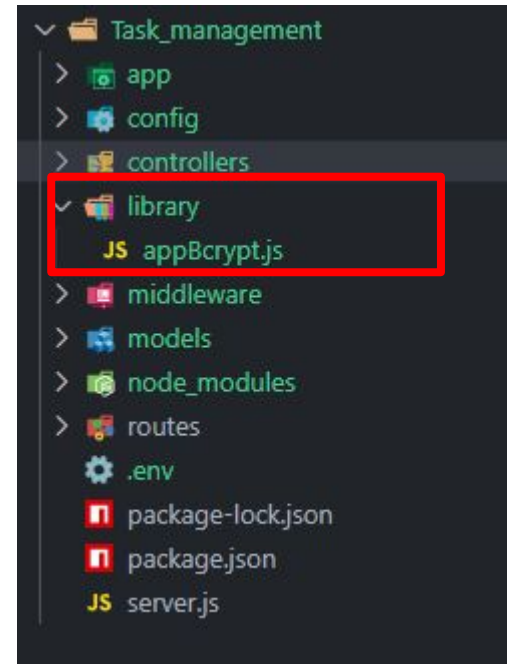 Task_management
app
config
controllers
library
JS appBcrypt.js
middleware
models
node_modules
routes
.env
package-lock.json
package.json
JS server.js